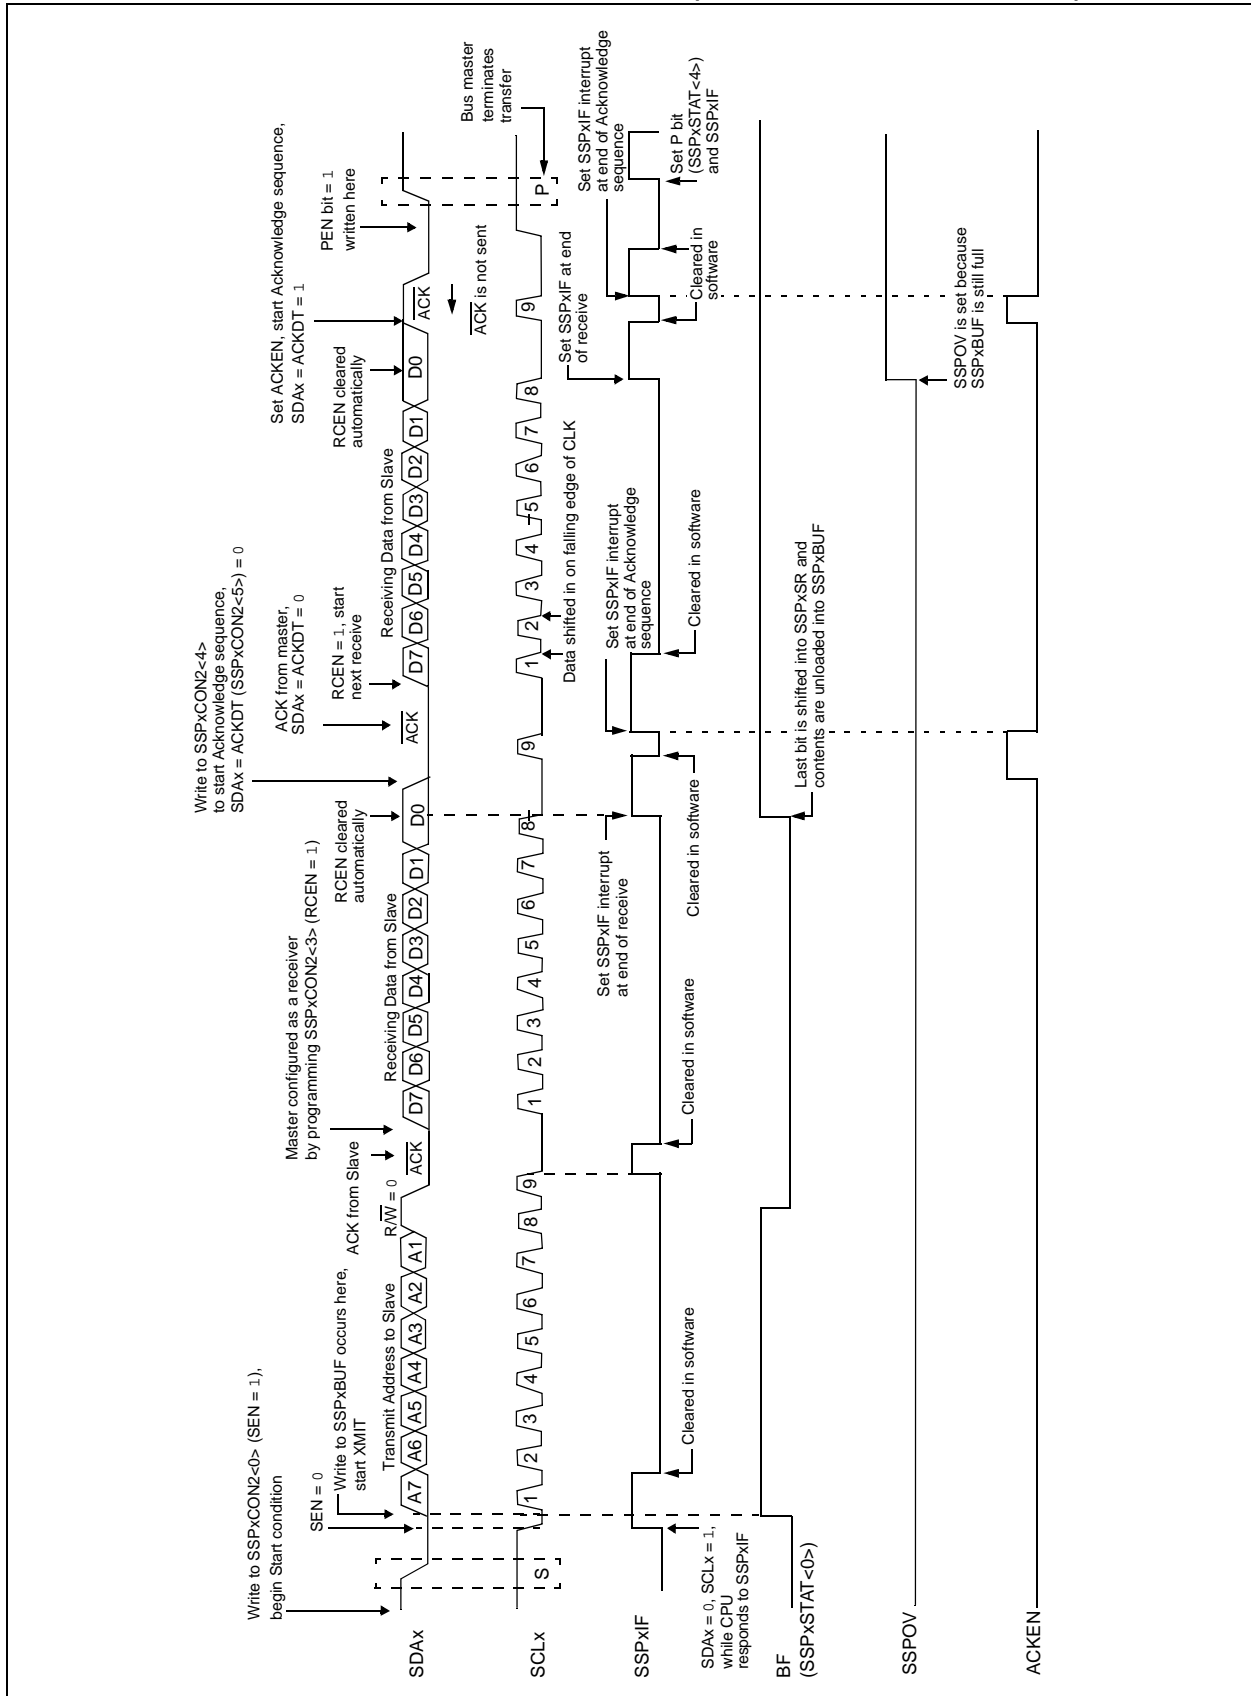 Write to SSPxCON2<0> (SEN = 1),
begin Start condition
SEN = 0
Write to SSPxBUF occurs here,
start XMIT
ACK from Slave
Master configured as a receiver
by programming SSPxCON2<3> (RCEN = 1)
RCEN cleared
automatically
Write to SSPxCON2<4>
to start Acknowledge sequence,
SDAx = ACKDT (SSPxCON2<5>) = 0
ACK from master,
SDAx = ACKDT = 0
RCEN = 1, start
next receive
RCEN cleared
automatically
Set ACKEN, start Acknowledge sequence,
SDAx = ACKDT = 1
PEN bit = 1
written here
Transmit Address to Slave
R/W = 0
Receiving Data from Slave
Receiving Data from Slave
SDAx
A7 A6 A5 A4 A3 A2 A1
ACK
D7 D6 D5 D4 D3 D2 D1 D0
ACK
D7 D6 D5 D4 D3 D2 D1 D0
ACK
ACK is not sent
Bus master
terminates
transfer
SCLx
S
1 2 3 4 5 6 7 8 9
1 2 3 4 5 6 7 8
9
1 2 3 4 5 6 7 8
9
P
Data shifted in on falling edge of CLK
Set SSPxIF interrupt
at end of receive
Set SSPxIF interrupt
at end of Acknowledge
sequence
Set SSPxIF at end
of receive
Set SSPxIF interrupt
at end of Acknowledge
sequence
SSPxIF
SDAx = 0, SCLx = 1,
while CPU
responds to SSPxIF
Cleared in software
Cleared in software
Cleared in software
Cleared in software
Cleared in
software
Set P bit
(SSPxSTAT<4>)
and SSPxIF
BF
(SSPxSTAT<0>)
Last bit is shifted into SSPxSR and
contents are unloaded into SSPxBUF
SSPOV
SSPOV is set because
SSPxBUF is still full
ACKEN